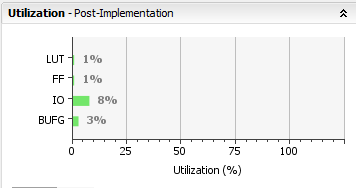 Utilization - Post-Implementation
LUT 1%
FF 1%
IO 8%
BUFG 3%
0 25 50 75 100
Utilization (%)